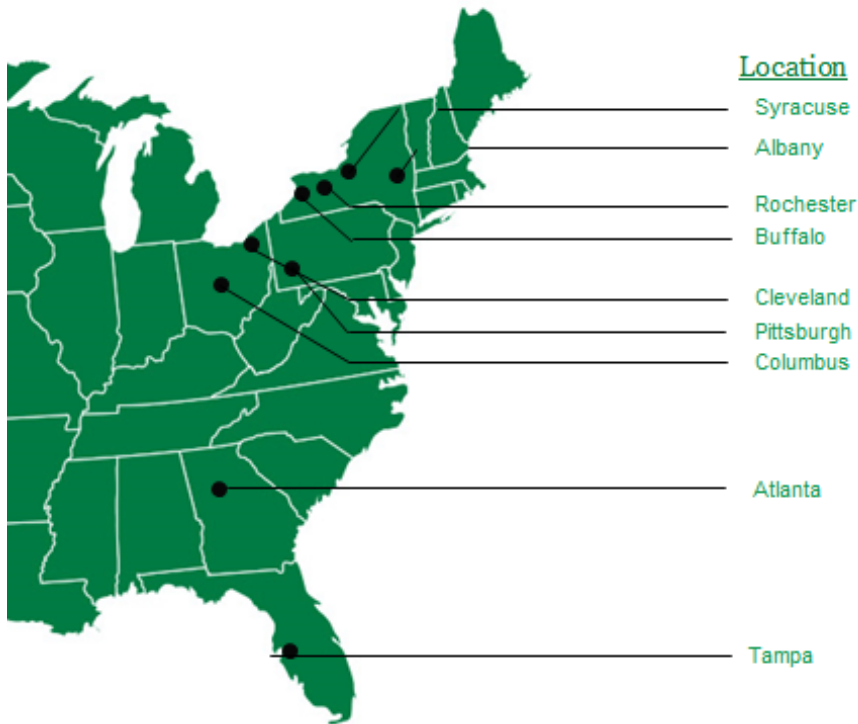 Location
Syracuse
Albany
Rochester
Buffalo
Cleveland
Pittsburgh
Columbus
Atlanta
Tampa